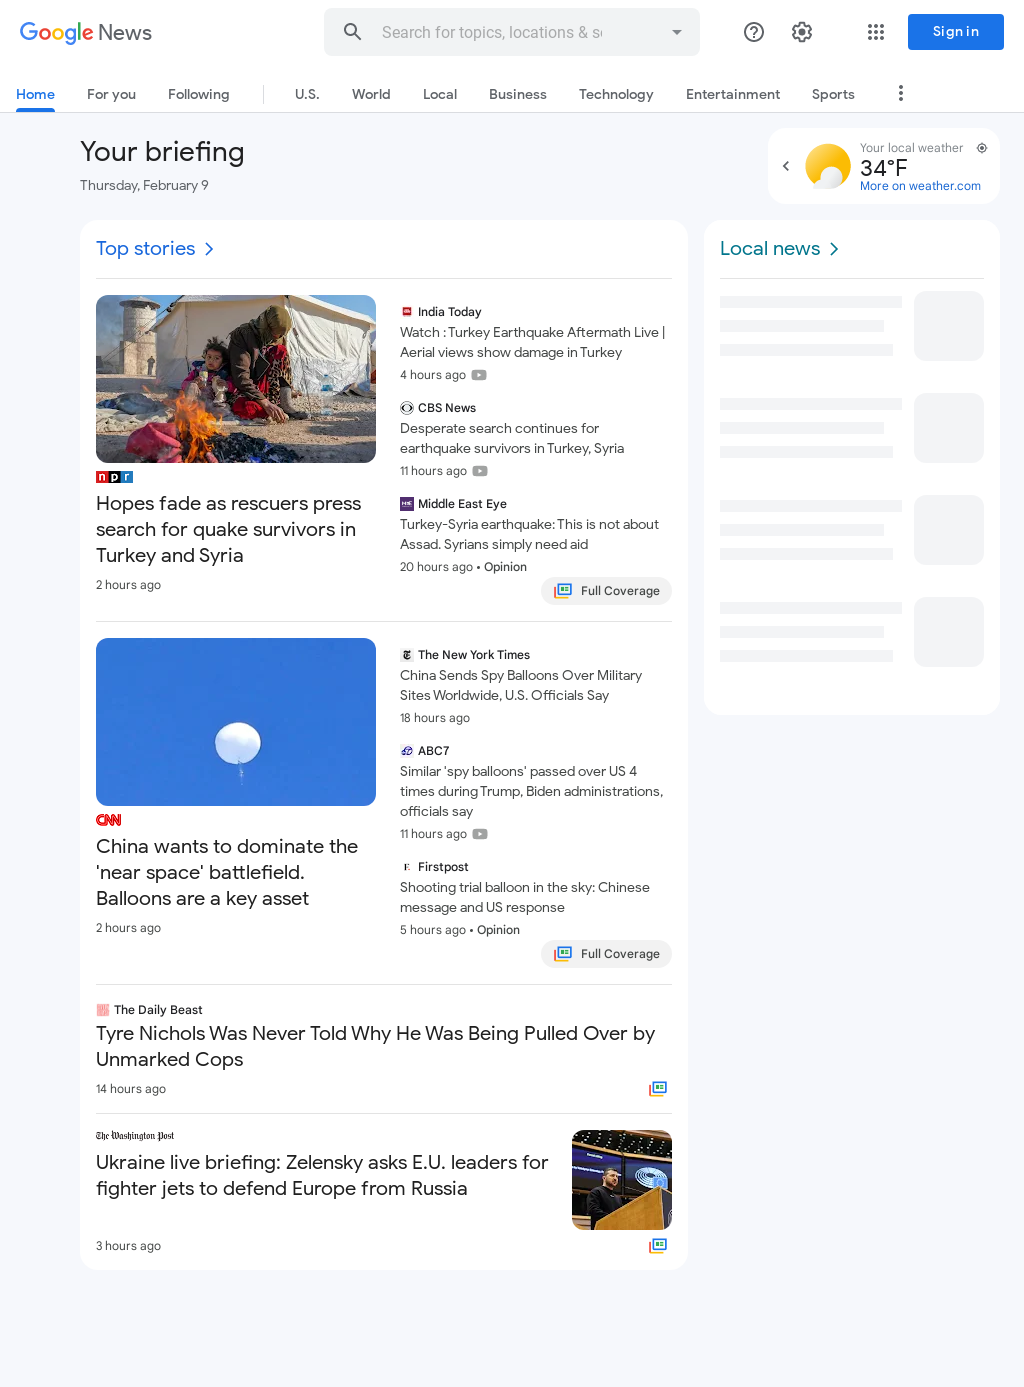 Google News
Search for topics, locations &
Sign in
Home
For you
Following
U.S.
World
Local
Business
Technology
Entertainment
Sports
Your briefing
Thursday, February 9
Your local weather
34°F
More on weather.com
Top stories
npr
Hopes fade as rescuers press
search for quake survivors in
Turkey and Syria
2 hours ago
India Today
Watch : Turkey Earthquake Aftermath Live |
Aerial views show damage in Turkey
4 hours ago
CBS News
Desperate search continues for
earthquake survivors in Turkey, Syria
11 hours ago
Middle East Eye
Turkey-Syria earthquake: This is not about
Assad. Syrians simply need aid
20 hours ago • Opinion
Full Coverage
CNN
China wants to dominate the
'near space' battlefield.
Balloons are a key asset
2 hours ago
The New York Times
China Sends Spy Balloons Over Military
Sites Worldwide, U.S. Officials Say
18 hours ago
ABC7
Similar 'spy balloons' passed over US 4
times during Trump, Biden administrations,
officials say
11 hours ago
Firstpost
Shooting trial balloon in the sky: Chinese
message and US response
5 hours ago • Opinion
Full Coverage
The Daily Beast
Tyre Nichols Was Never Told Why He Was Being Pulled Over by
Unmarked Cops
14 hours ago
The Washington Post
Ukraine live briefing: Zelensky asks E.U. leaders for
fighter jets to defend Europe from Russia
3 hours ago
Local news